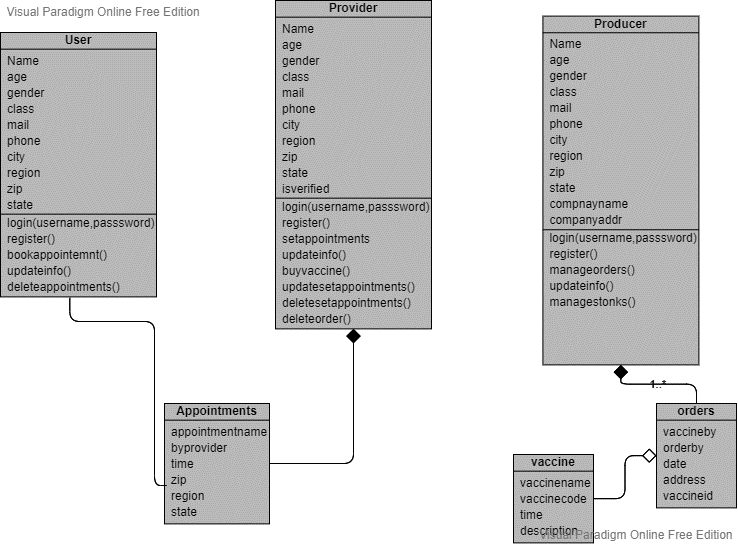 Visual Paradigm Online Free Edition
User
Name
age
gender
class
mail
phone
city
region
zip
state
login(username,passsword)
register()
bookappointemnt()
updateinfo()
deleteappointments()
Provider
Name
age
gender
class
mail
phone
city
region
zip
state
isverified
login(username,passsword)
register()
setappointments
updateinfo()
buyvaccine()
updatesetappointments()
deletesetappointments()
deleteorder()
Producer
Name
age
gender
class
mail
phone
city
region
zip
state
compnayname
companyaddr
login(username,passsword)
register()
manageorders()
updateinfo()
managestonks()
1..*
Appointments
appointmentname
byprovider
time
zip
region
state
orders
vaccineby
orderby
date
address
vaccineid
vaccine
vaccinename
vaccinecode
time
description
Visual Paradigm Online Free Edition